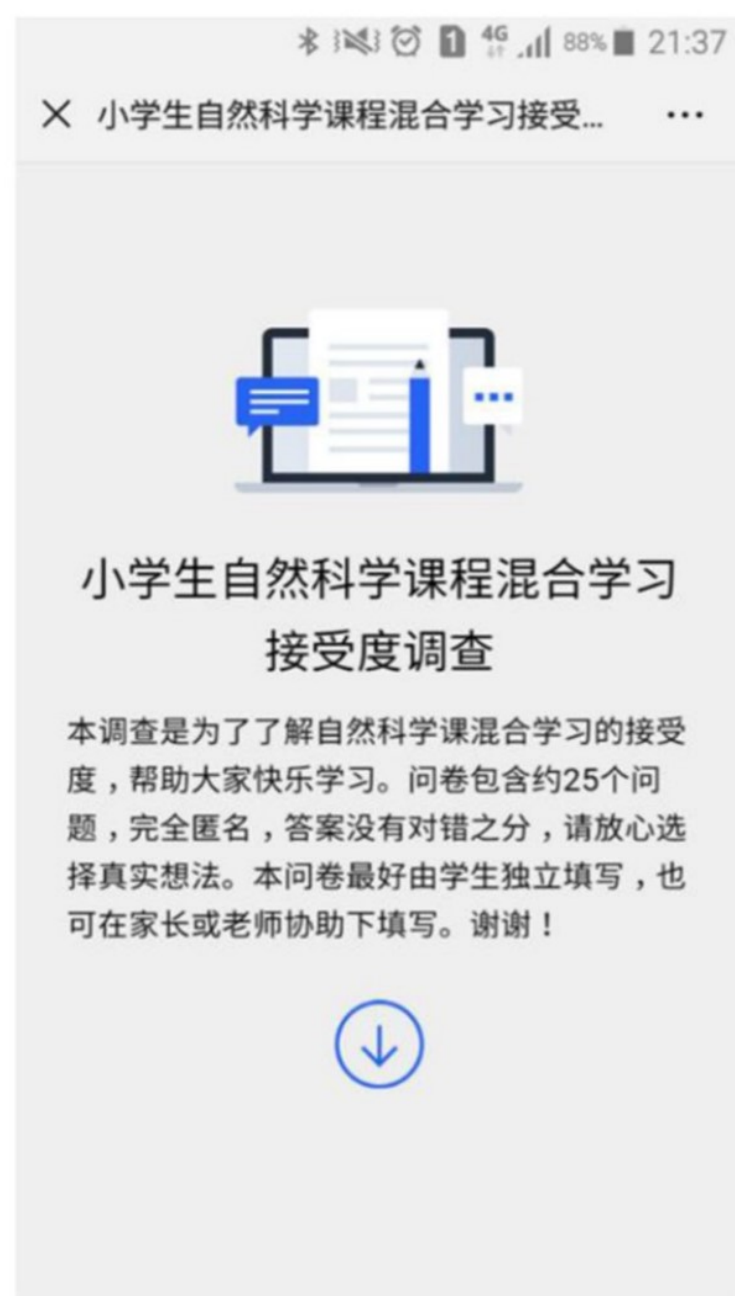 1 4G 88% 21:37
小学生自然科学课程混合学习接受...
小学生自然科学课程混合学习
接受度调查
本调查是为了了解自然科学课混合学习的接受
度，帮助大家快乐学习。问卷包含约25个问
题，完全匿名，答案没有对错之分，请放心选
择真实想法。本问卷最好由学生独立填写，也
可在家长或老师协助下填写。谢谢！